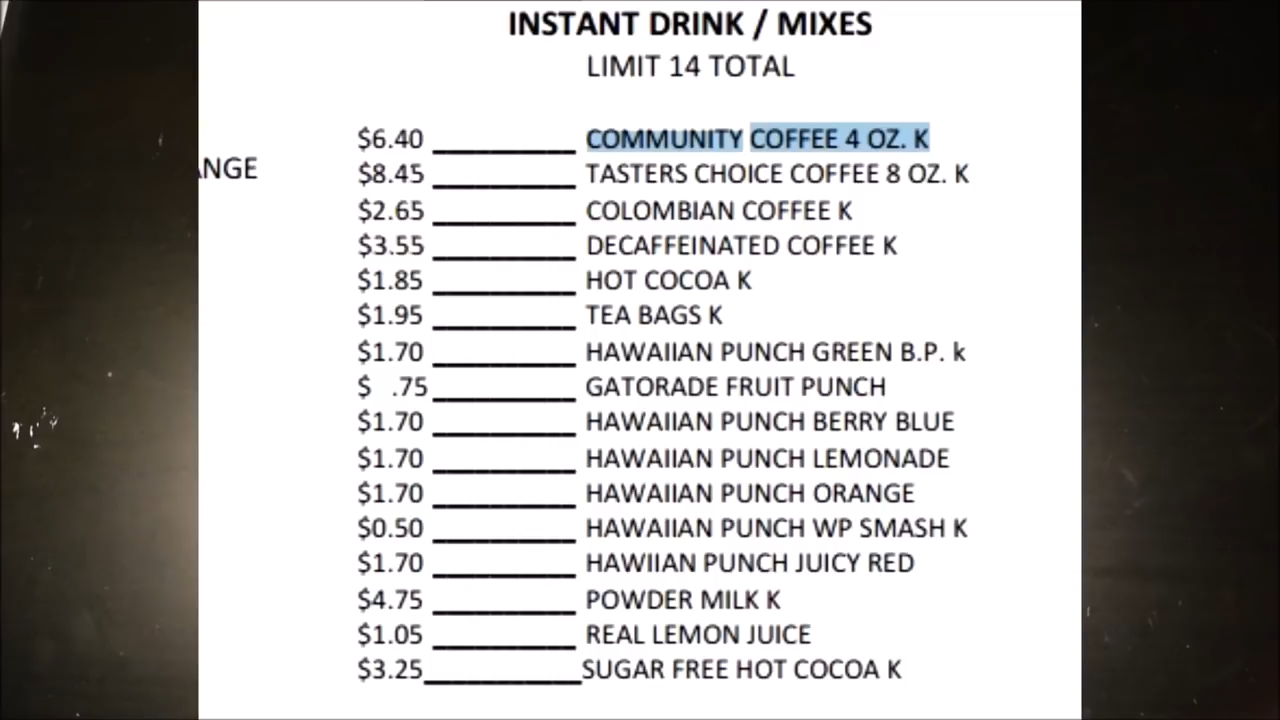 INSTANT DRINK / MIXES
LIMIT 14 TOTAL
$6.40 __________ COMMUNITY COFFEE 4 OZ. K
ANGE
$8.45 __________ TASTERS CHOICE COFFEE 8 OZ. K
$2.65 __________ COLOMBIAN COFFEE K
$3.55 __________ DECAFFEINATED COFFEE K
$1.85 __________ HOT COCOA K
$1.95 __________ TEA BAGS K
$1.70 __________ HAWAIIAN PUNCH GREEN B.P. k
$ .75__________ GATORADE FRUIT PUNCH
$1.70 __________ HAWAIIAN PUNCH BERRY BLUE
$1.70 __________ HAWAIIAN PUNCH LEMONADE
$1.70 __________ HAWAIIAN PUNCH ORANGE
$0.50 __________ HAWAIIAN PUNCH WP SMASH K
$1.70 __________ HAWIIAN PUNCH JUICY RED
$4.75 __________ POWDER MILK K
$1.05 __________ REAL LEMON JUICE
$3.25___________SUGAR FREE HOT COCOA K